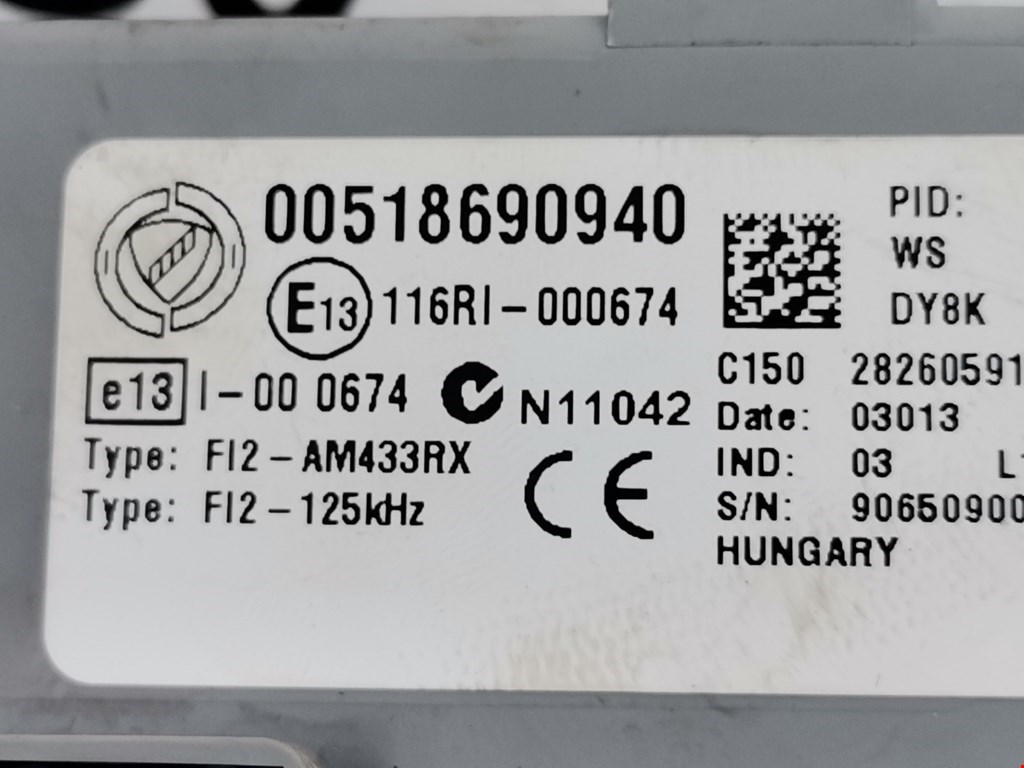 00518690940
E13 116RI-000674
e13 I-00 0674
N11042
Type: FI2-AM433RX
Type: FI2-125kHz
CE
PID:
WS
DY8K
C150 28260591
Date: 03013
IND: 03
S/N: 90650900
HUNGARY